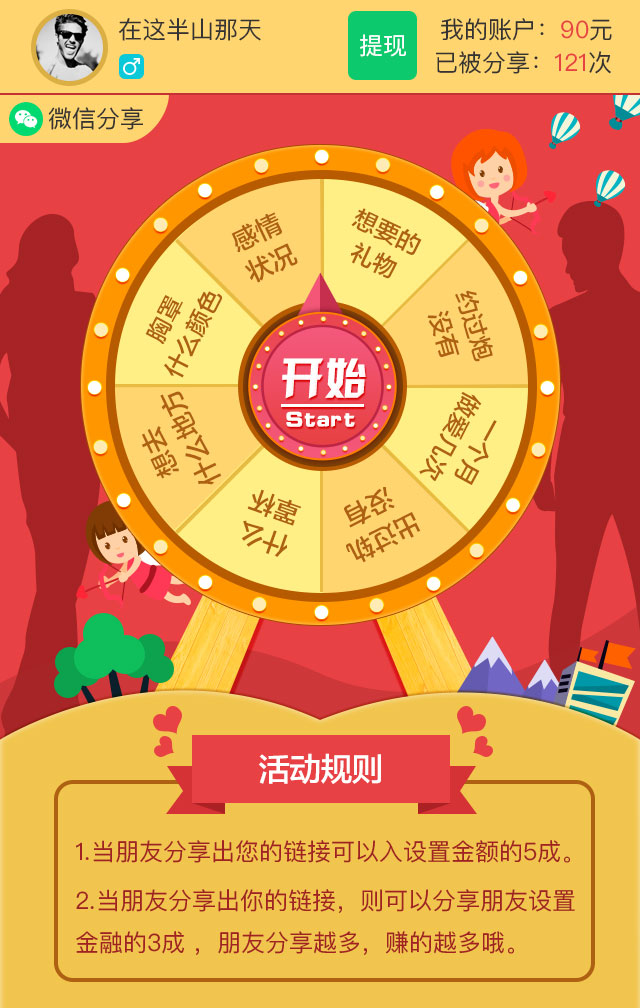 在这半山那天
提现
我的账户：90元
已被分享：121次
微信分享
感情
状况
想要的
礼物
胸罩
什么颜色
约过炮
没有
想去
什么地方
一个月
做爱几次
什么
罩杯
出过轨
没有
开始
Start
活动规则
1.当朋友分享出您的链接可以入设置金额的5成。
2.当朋友分享出你的链接，则可以分享朋友设置
金融的3成 ，朋友分享越多，赚的越多哦。